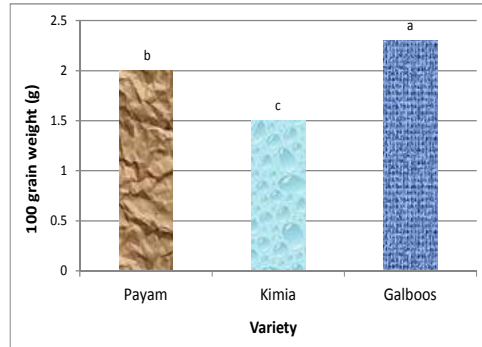 2.5
2
1.5
1
0.5
0
100 grain weight (g)
b
c
a
Payam Kimia Galboos
Variety